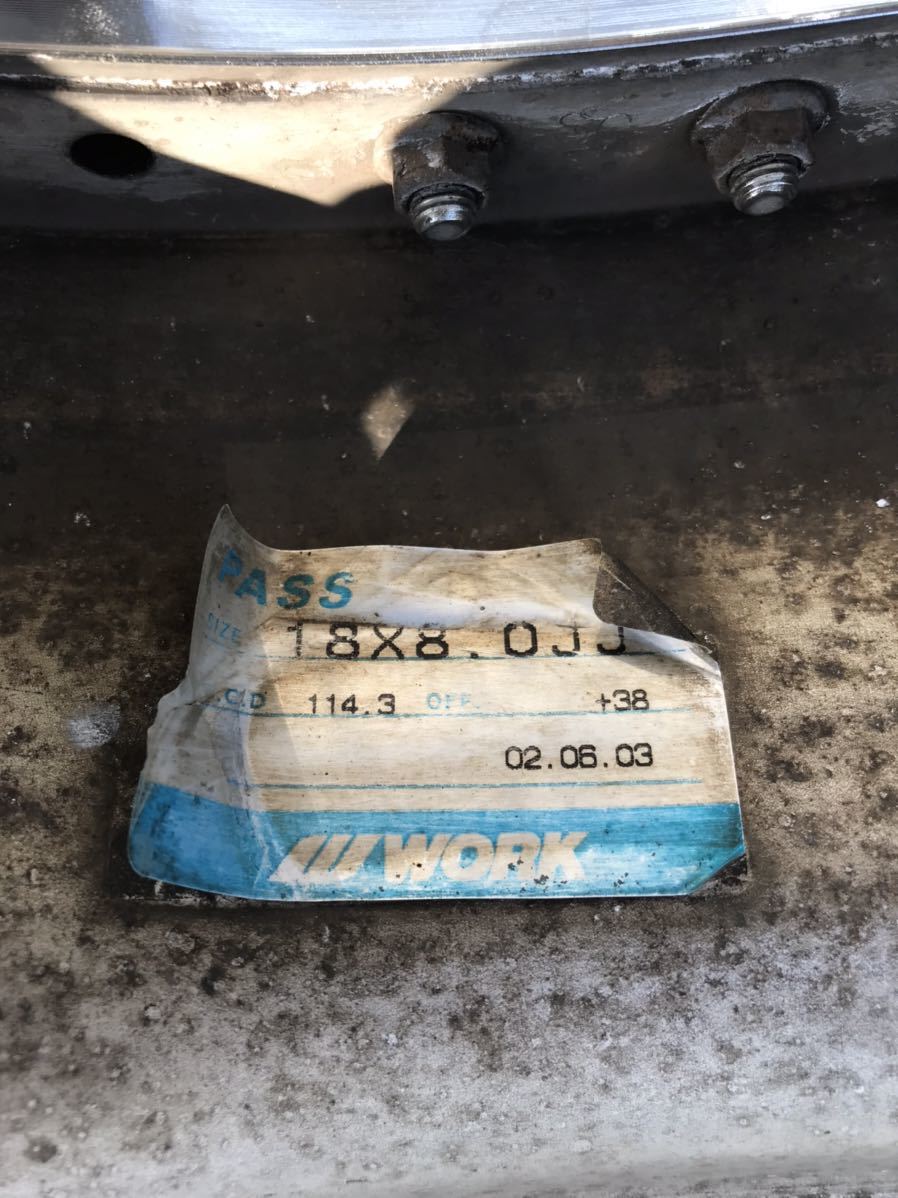 PASS
SIZE 18X8.0JJ
C.D 114.3 OFF. +38
02.06.03
WORK